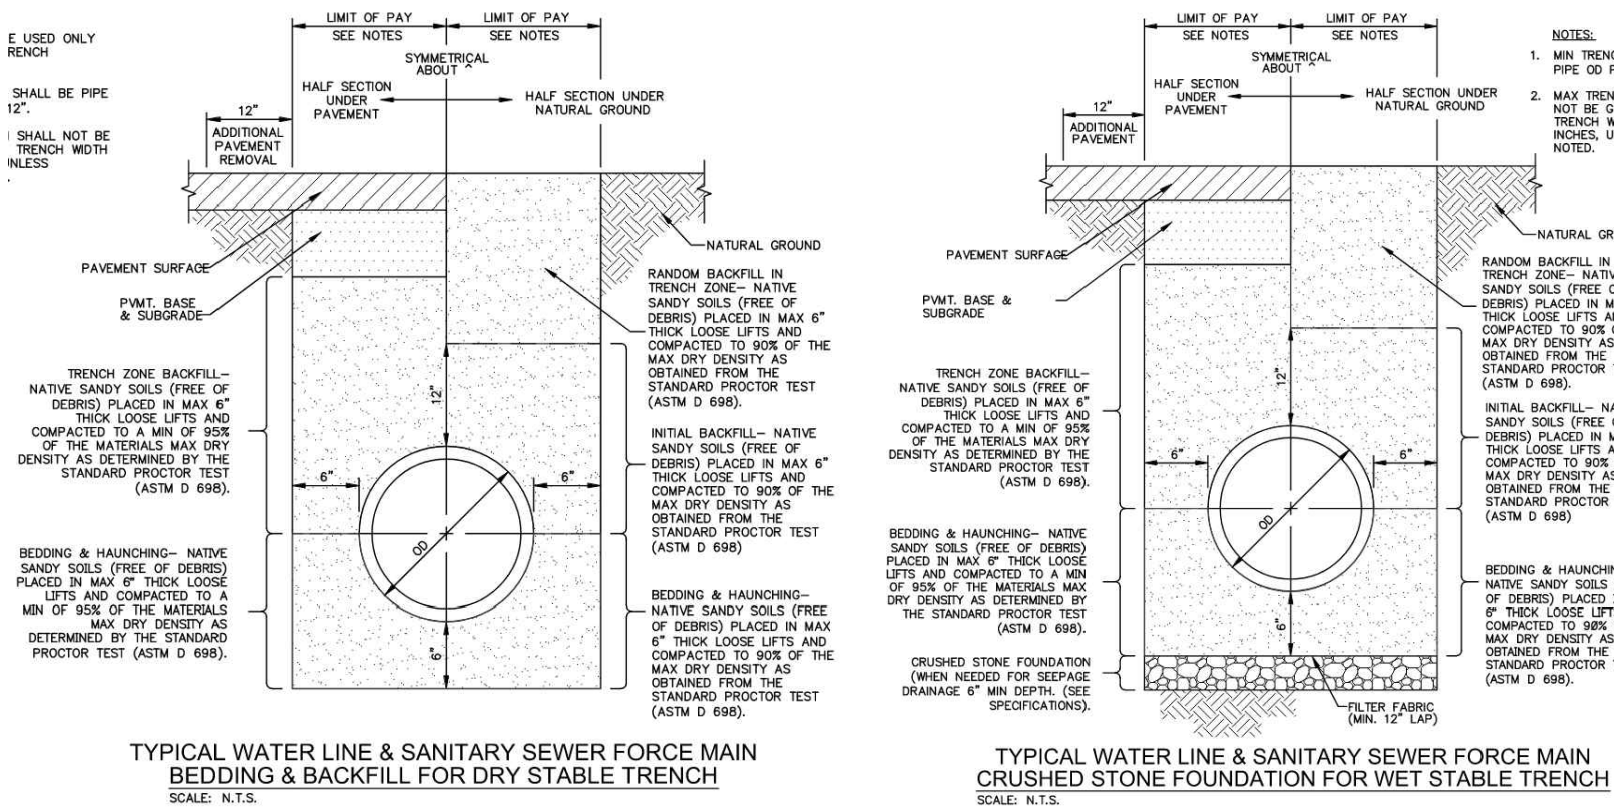 E USED ONLY
RENCH
SHALL BE PIPE
12".
SHALL NOT BE
TRENCH WIDTH
NLESS
LIMIT OF PAY
SEE NOTES
LIMIT OF PAY
SEE NOTES
SYMMETRICAL
ABOUT ^
HALF SECTION
UNDER
PAVEMENT
HALF SECTION UNDER
NATURAL GROUND
12"
ADDITIONAL
PAVEMENT
REMOVAL
NATURAL GROUND
PAVEMENT SURFACE
PVMT. BASE
& SUBGRADE
RANDOM BACKFILL IN
TRENCH ZONE– NATIVE
SANDY SOILS (FREE OF
DEBRIS) PLACED IN MAX 6"
THICK LOOSE LIFTS AND
COMPACTED TO 90% OF THE
MAX DRY DENSITY AS
OBTAINED FROM THE
STANDARD PROCTOR TEST
(ASTM D 698).
TRENCH ZONE BACKFILL–
NATIVE SANDY SOILS (FREE OF
DEBRIS) PLACED IN MAX 6"
THICK LOOSE LIFTS AND
COMPACTED TO A MIN OF 95%
OF THE MATERIALS MAX DRY
DENSITY AS DETERMINED BY THE
STANDARD PROCTOR TEST
(ASTM D 698).
12"
6"
6"
OD
6"
INITIAL BACKFILL– NATIVE
SANDY SOILS (FREE OF
DEBRIS) PLACED IN MAX 6"
THICK LOOSE LIFTS AND
COMPACTED TO 90% OF THE
MAX DRY DENSITY AS
OBTAINED FROM THE
STANDARD PROCTOR TEST
(ASTM D 698)
BEDDING & HAUNCHING– NATIVE
SANDY SOILS (FREE OF DEBRIS)
PLACED IN MAX 6" THICK LOOSE
LIFTS AND COMPACTED TO A
MIN OF 95% OF THE MATERIALS
MAX DRY DENSITY AS
DETERMINED BY THE STANDARD
PROCTOR TEST (ASTM D 698).
BEDDING & HAUNCHING–
NATIVE SANDY SOILS (FREE
OF DEBRIS) PLACED IN MAX
6" THICK LOOSE LIFTS AND
COMPACTED TO 90% OF THE
MAX DRY DENSITY AS
OBTAINED FROM THE
STANDARD PROCTOR TEST
(ASTM D 698).
TYPICAL WATER LINE & SANITARY SEWER FORCE MAIN
BEDDING & BACKFILL FOR DRY STABLE TRENCH
SCALE: N.T.S.
LIMIT OF PAY
SEE NOTES
LIMIT OF PAY
SEE NOTES
SYMMETRICAL
ABOUT ^
HALF SECTION
UNDER
PAVEMENT
HALF SECTION UNDER
NATURAL GROUND
12"
ADDITIONAL
PAVEMENT
NOTES:
1. MIN TRENC
PIPE OD P
2. MAX TREN
NOT BE G
TRENCH W
INCHES, U
NOTED.
NATURAL GR
PAVEMENT SURFACE
PVMT. BASE &
SUBGRADE
RANDOM BACKFILL IN
TRENCH ZONE– NATIV
SANDY SOILS (FREE O
DEBRIS) PLACED IN M
THICK LOOSE LIFTS A
COMPACTED TO 90% O
MAX DRY DENSITY AS
OBTAINED FROM THE
STANDARD PROCTOR T
(ASTM D 698).
TRENCH ZONE BACKFILL–
NATIVE SANDY SOILS (FREE OF
DEBRIS) PLACED IN MAX 6"
THICK LOOSE LIFTS AND
COMPACTED TO A MIN OF 95%
OF THE MATERIALS MAX DRY
DENSITY AS DETERMINED BY THE
STANDARD PROCTOR TEST
(ASTM D 698).
12"
6"
6"
OD
6"
INITIAL BACKFILL– NA
SANDY SOILS (FREE O
DEBRIS) PLACED IN M
THICK LOOSE LIFTS A
COMPACTED TO 90%
MAX DRY DENSITY AS
OBTAINED FROM THE
STANDARD PROCTOR
(ASTM D 698)
BEDDING & HAUNCHING– NATIVE
SANDY SOILS (FREE OF DEBRIS)
PLACED IN MAX 6" THICK LOOSE
LIFTS AND COMPACTED TO A MIN
OF 95% OF THE MATERIALS MAX
DRY DENSITY AS DETERMINED BY
THE STANDARD PROCTOR TEST
(ASTM D 698).
BEDDING & HAUNCHIN
NATIVE SANDY SOILS
OF DEBRIS) PLACED I
6" THICK LOOSE LIFT
COMPACTED TO 90%
MAX DRY DENSITY AS
OBTAINED FROM THE
STANDARD PROCTOR T
(ASTM D 698).
CRUSHED STONE FOUNDATION
(WHEN NEEDED FOR SEEPAGE
DRAINAGE 6" MIN DEPTH. (SEE
SPECIFICATIONS).
FILTER FABRIC
(MIN. 12" LAP)
TYPICAL WATER LINE & SANITARY SEWER FORCE MAIN
CRUSHED STONE FOUNDATION FOR WET STABLE TRENCH
SCALE: N.T.S.